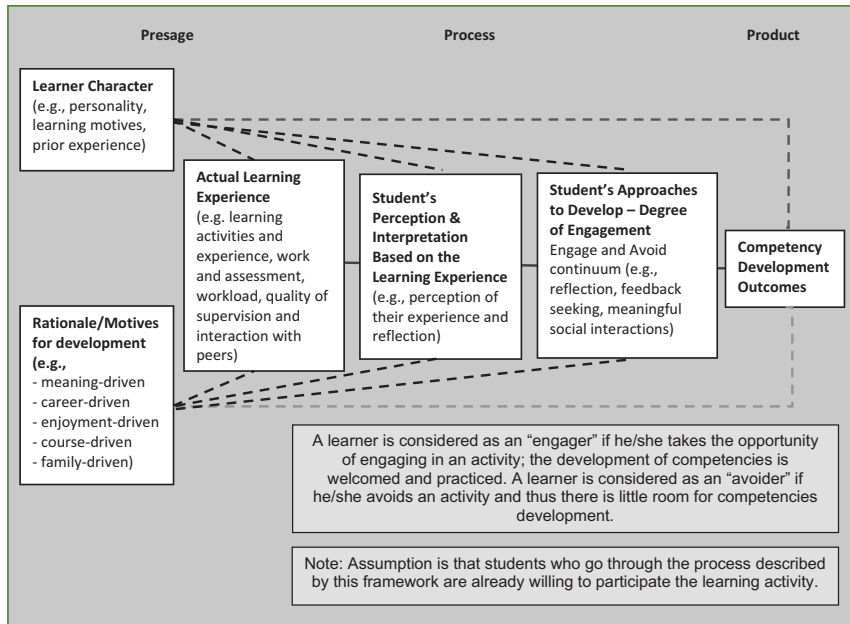 Presage Process Product
Learner Character
(e.g., personality,
learning motives,
prior experience)
Actual Learning
Experience
(e.g. learning
activities and
experience, work
and assessment,
workload, quality of
supervision and
interaction with
peers)
Student’s
Perception &
Interpretation
Based on the
Learning Experience
(e.g., perception of
their experience and
reflection)
Student’s Approaches
to Develop – Degree
of Engagement
Engage and Avoid
continuum (e.g.,
reflection, feedback
seeking, meaningful
social interactions)
Competency
Development
Outcomes
Rationale/Motives
for development
(e.g.,
- meaning-driven
- career-driven
- enjoyment-driven
- course-driven
- family-driven)
A learner is considered as an “engager” if he/she takes the opportunity
of engaging in an activity; the development of competencies is
welcomed and practiced. A learner is considered as an “avoider” if
he/she avoids an activity and thus there is little room for competencies
development.
Note: Assumption is that students who go through the process described
by this framework are already willing to participate the learning activity.